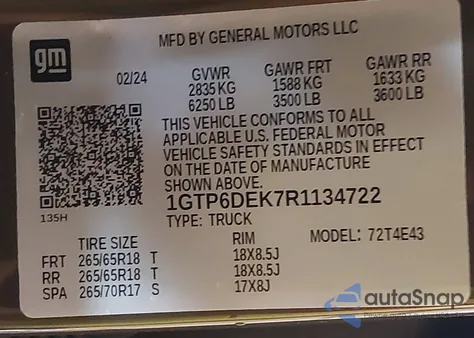 MFD BY GENERAL MOTORS LLC
gm
02/24
GVWR GAWR FRT GAWR RR
2835 KG 1588 KG 1633 KG
6250 LB 3500 LB 3600 LB
THIS VEHICLE CONFORMS TO ALL
APPLICABLE U.S. FEDERAL MOTOR
VEHICLE SAFETY STANDARDS IN EFFECT
ON THE DATE OF MANUFACTURE
SHOWN ABOVE.
1GTP6DEK7R1134722
135H
TYPE: TRUCK
TIRE SIZE RIM MODEL: 72T4E43
FRT 265/65R18 T 18X8.5J
RR 265/65R18 T 18X8.5J
SPA 265/70R17 S 17X8J
autoSnap